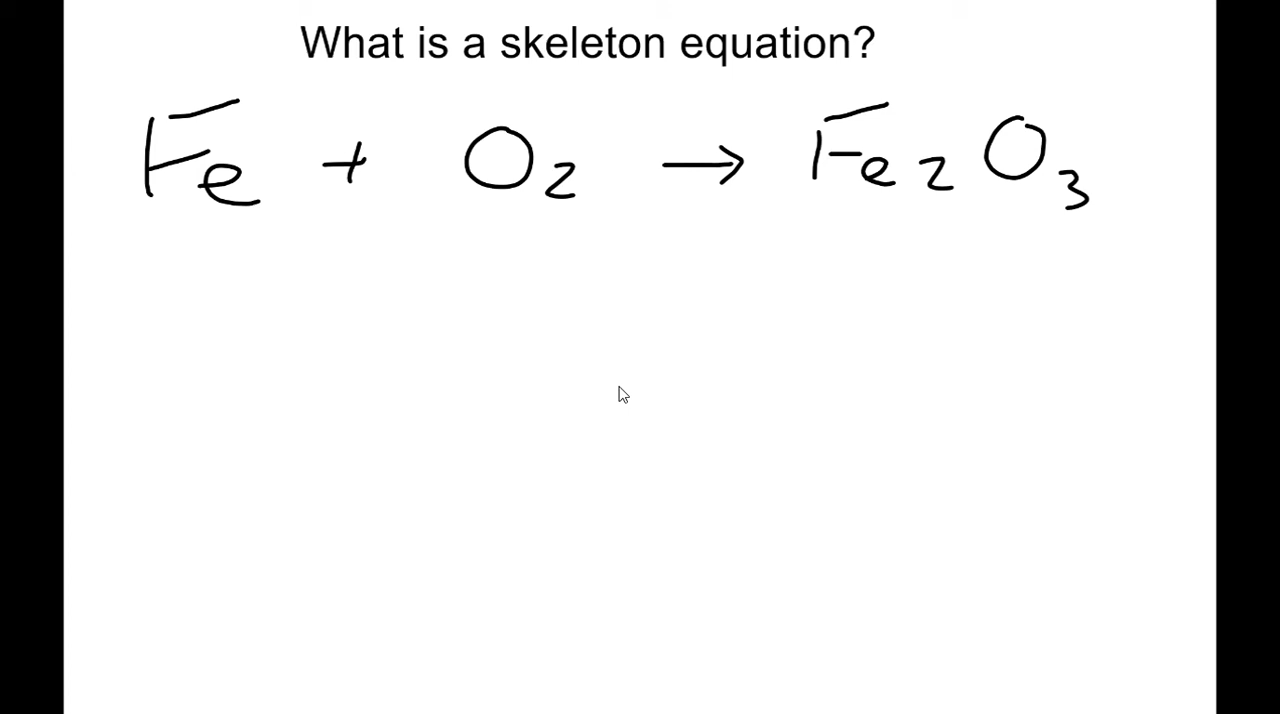 What is a skeleton equation?
Fe + O₂ → Fe₂O₃